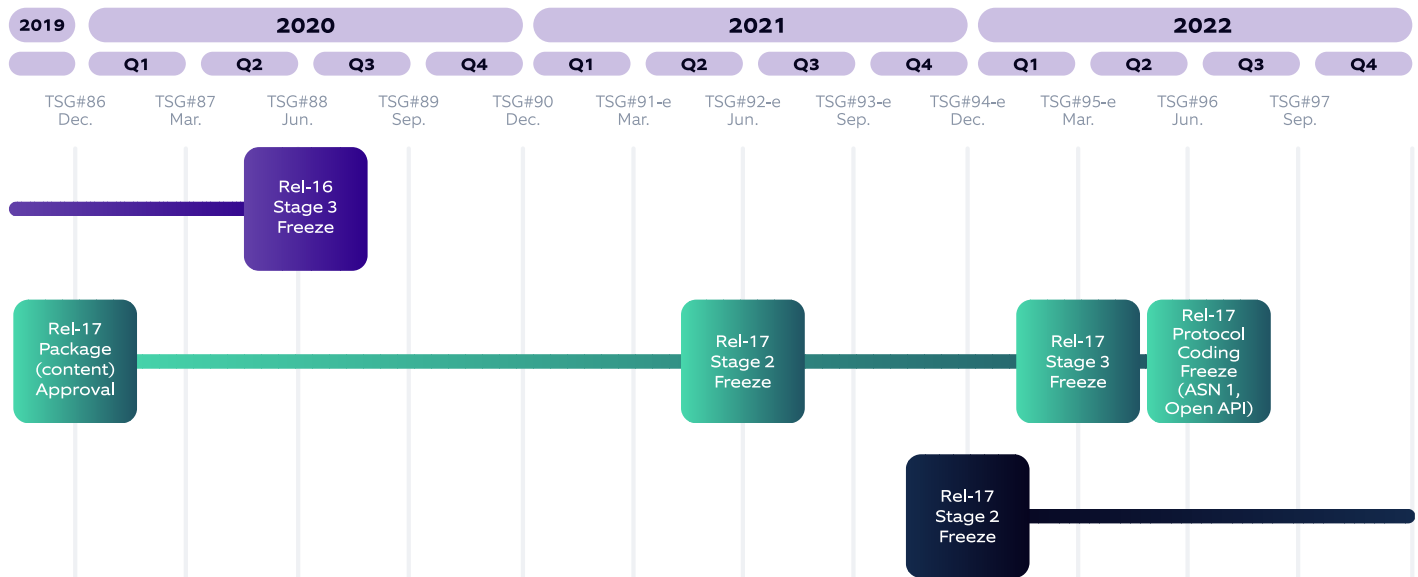 2019
2020
2021
2022
Q1
Q2
Q3
Q4
Q1
Q2
Q3
Q4
Q1
Q2
Q3
Q4
TSG#86
Dec.
TSG#87
Mar.
TSG#88
Jun.
TSG#89
Sep.
TSG#90
Dec.
TSG#91-e
Mar.
TSG#92-e
Jun.
TSG#93-e
Sep.
TSG#94-e
Dec.
TSG#95-e
Mar.
TSG#96
Jun.
TSG#97
Sep.
Rel-16
Stage 3
Freeze
Rel-17
Package
(content)
Approval
Rel-17
Stage 2
Freeze
Rel-17
Stage 3
Freeze
Rel-17
Protocol
Coding
Freeze
(ASN 1,
Open API)
Rel-17
Stage 2
Freeze